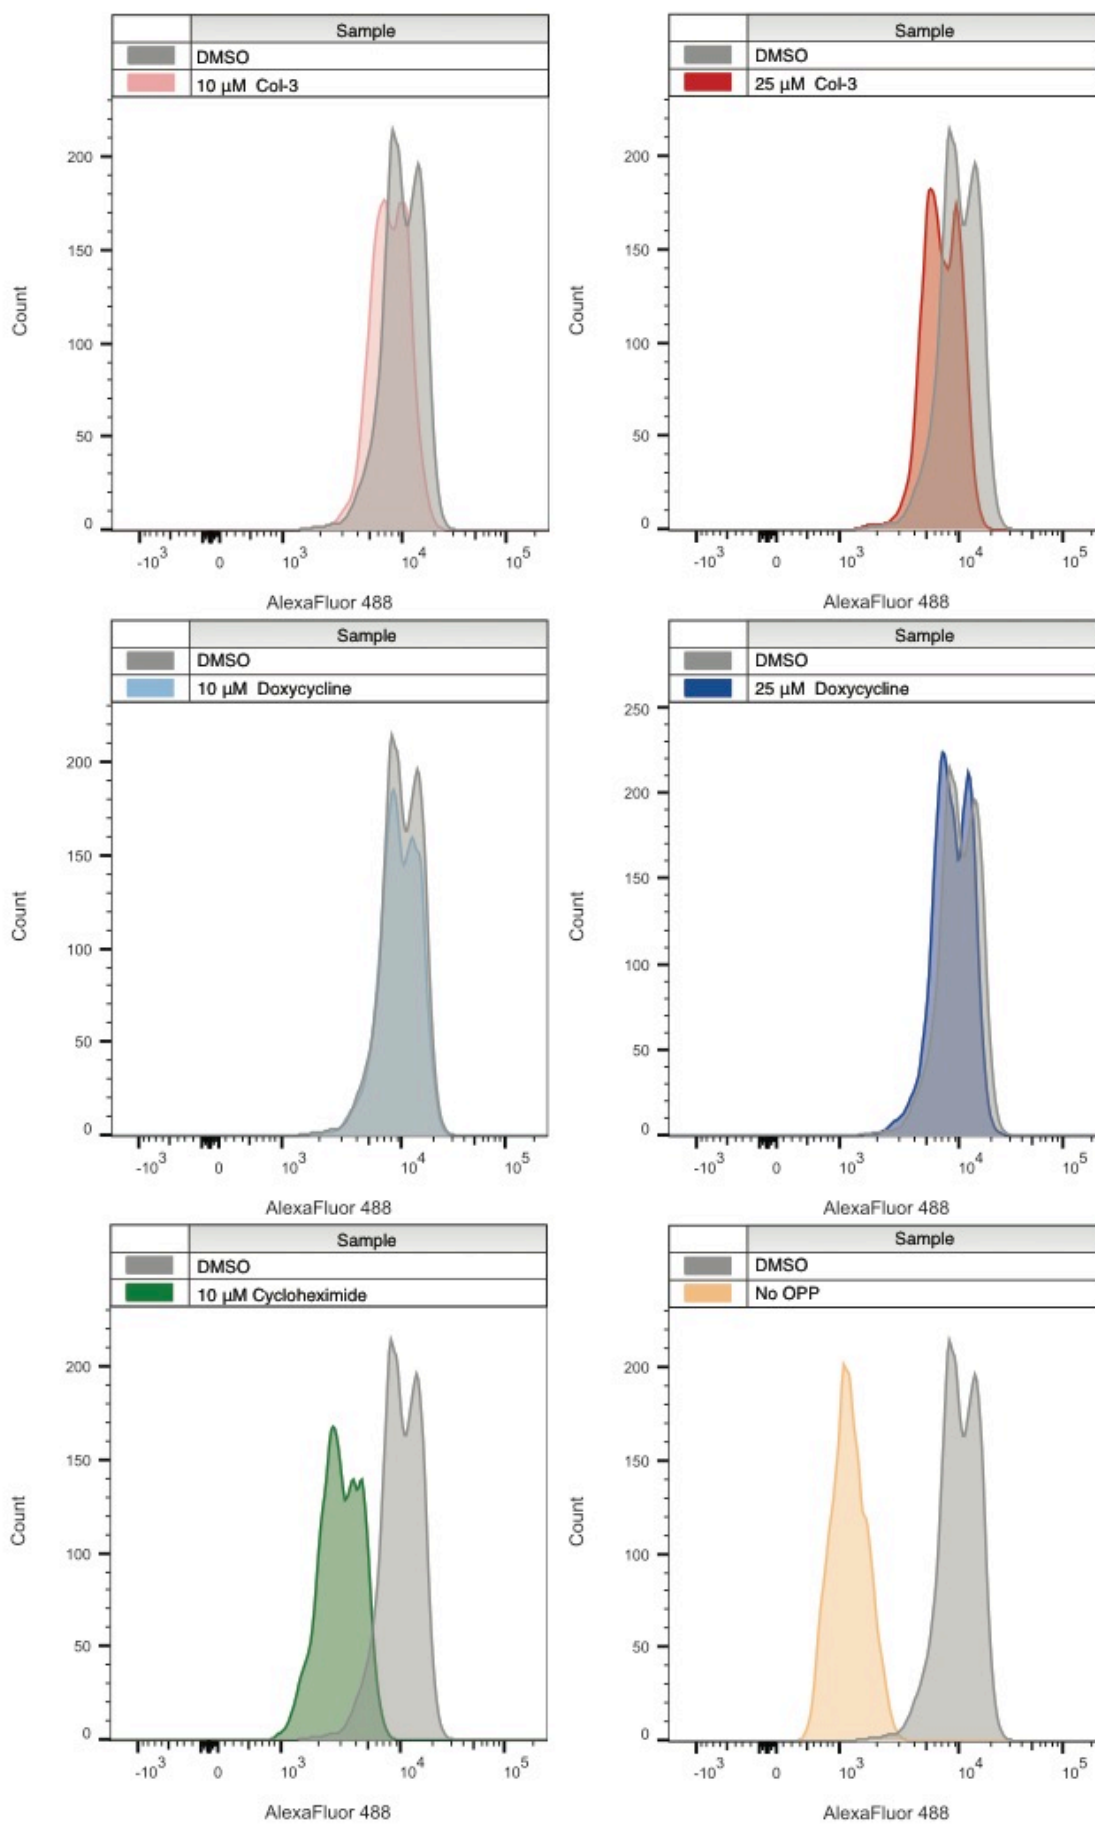 Sample
DMSO
10 µM Col-3
200
150
100
50
0
Count
-10³ 0 10³ 10⁴ 10⁵
AlexaFluor 488
Sample
DMSO
25 µM Col-3
200
150
100
50
0
Count
-10³ 0 10³ 10⁴ 10⁵
AlexaFluor 488
Sample
DMSO
10 µM Doxycycline
200
150
100
50
0
Count
-10³ 0 10³ 10⁴ 10⁵
AlexaFluor 488
Sample
DMSO
25 µM Doxycycline
250
200
150
100
50
0
Count
-10³ 0 10³ 10⁴ 10⁵
AlexaFluor 488
Sample
DMSO
10 µM Cycloheximide
200
150
100
50
0
Count
-10³ 0 10³ 10⁴ 10⁵
AlexaFluor 488
Sample
DMSO
No OPP
200
150
100
50
0
Count
-10³ 0 10³ 10⁴ 10⁵
AlexaFluor 488